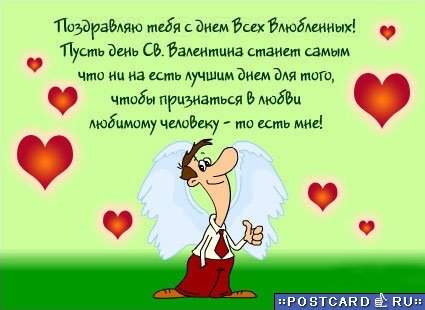 Поздравляю тебя с днем Всех Влюбленных!
Пусть день Св. Валентина станет самым
что ни на есть лучшим днем для того,
чтобы признаться в любви
любимому человеку - то есть мне!
::POSTCARD RU::